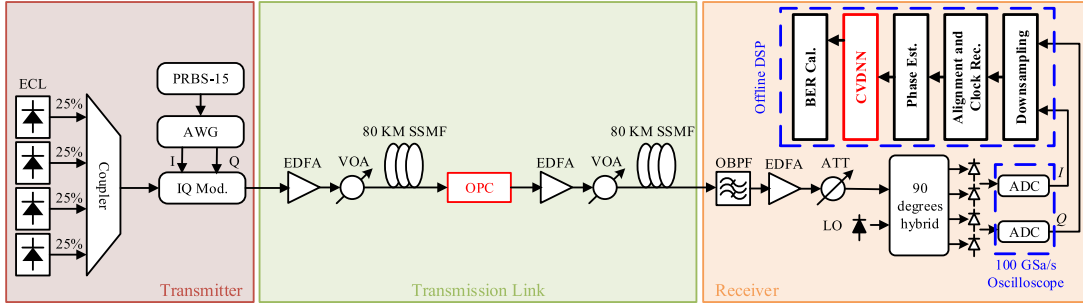 ECL
25%
25%
25%
25%
Coupler
PRBS-15
AWG
I
Q
IQ Mod.
Transmitter
EDFA
VOA
80 KM SSMF
OPC
EDFA
VOA
80 KM SSMF
Transmission Link
Offline DSP
BER Cal.
CVDNN
Phase Est.
Alignment and
Clock Rec.
Downsampling
OBPF
EDFA
ATT
LO
90
degrees
hybrid
ADC
I
ADC
Q
100 GSa/s
Oscilloscope
Receiver